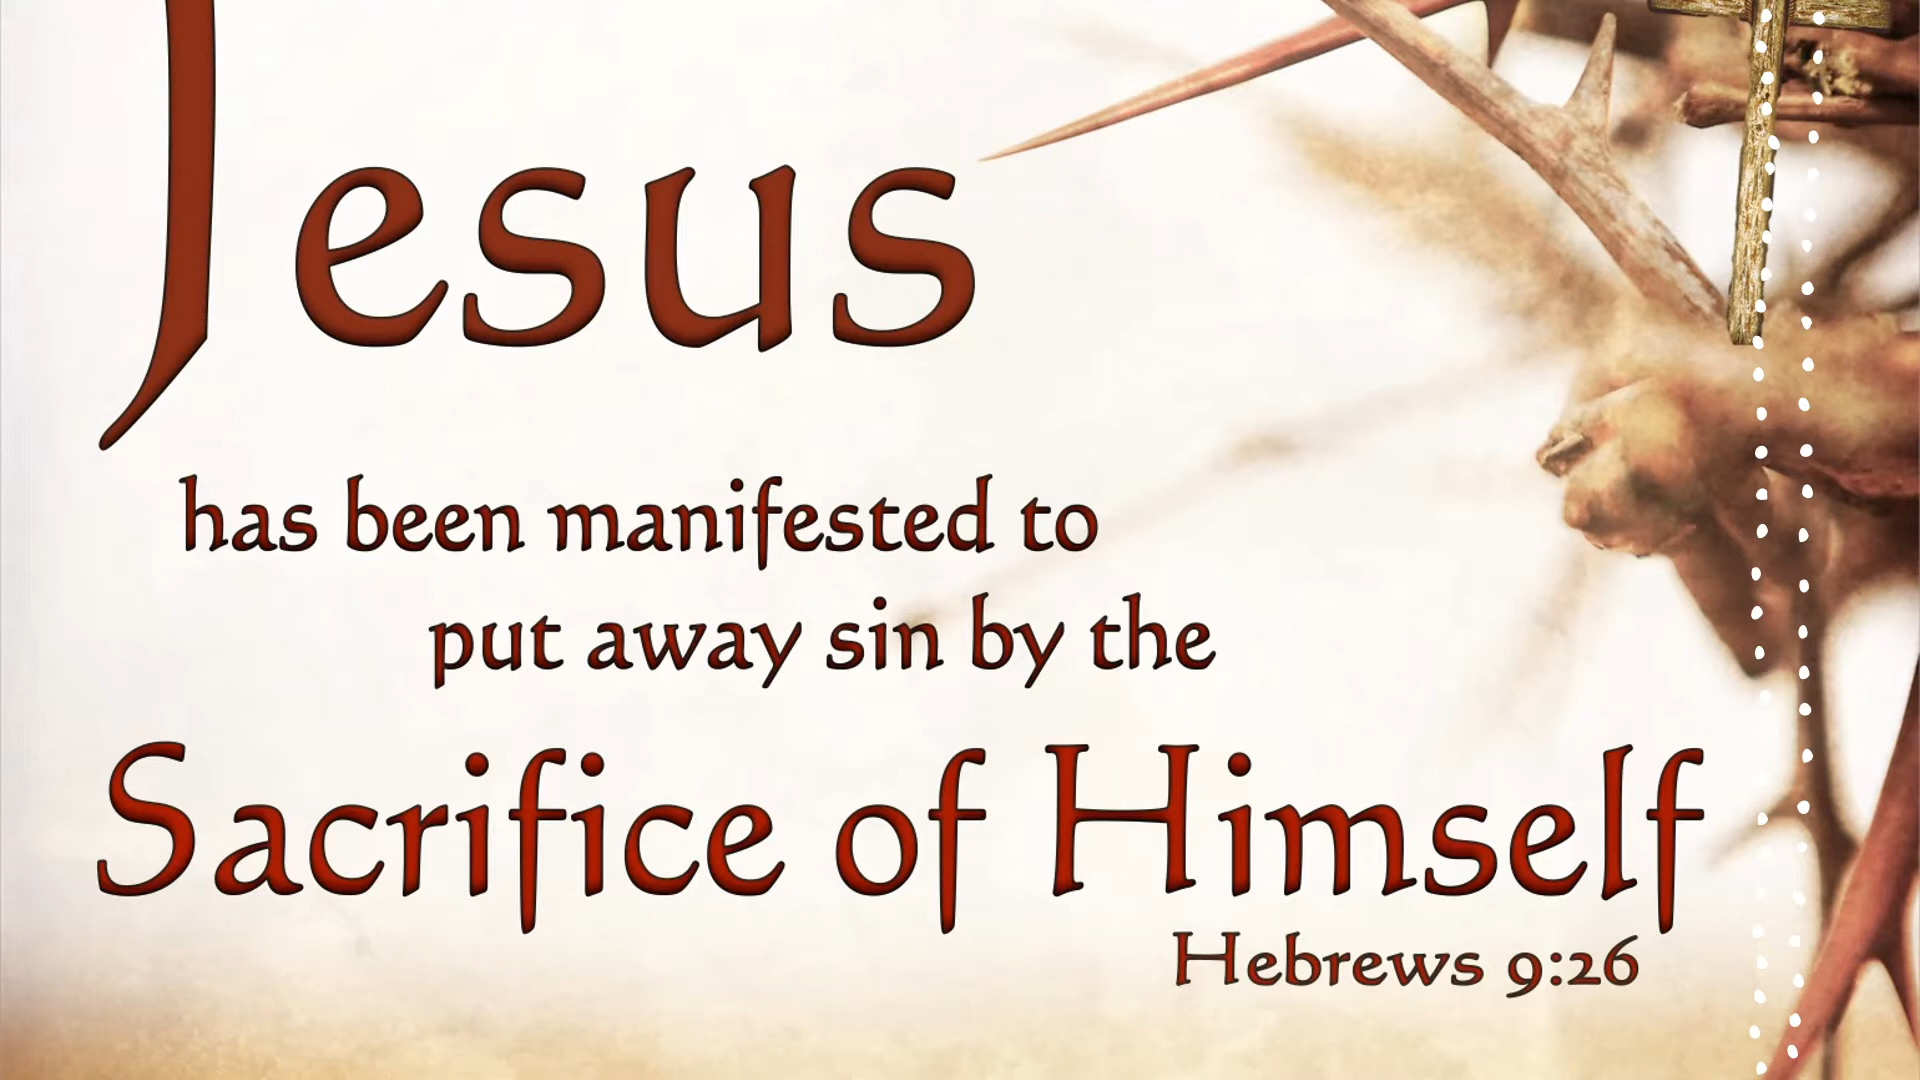 Jesus
has been manifested to
put away sin by the
Sacrifice of Himself
Hebrews 9:26